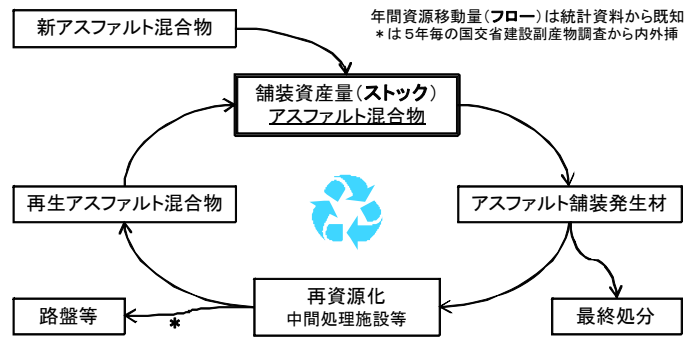 新アスファルト混合物
年間資源移動量(フロー)は統計資料から既知
*は5年毎の国交省建設副産物調査から内外挿
舗装資産量(ストック)
アスファルト混合物
再生アスファルト混合物
アスファルト舗装発生材
再資源化
中間処理施設等
路盤等
*
最終処分